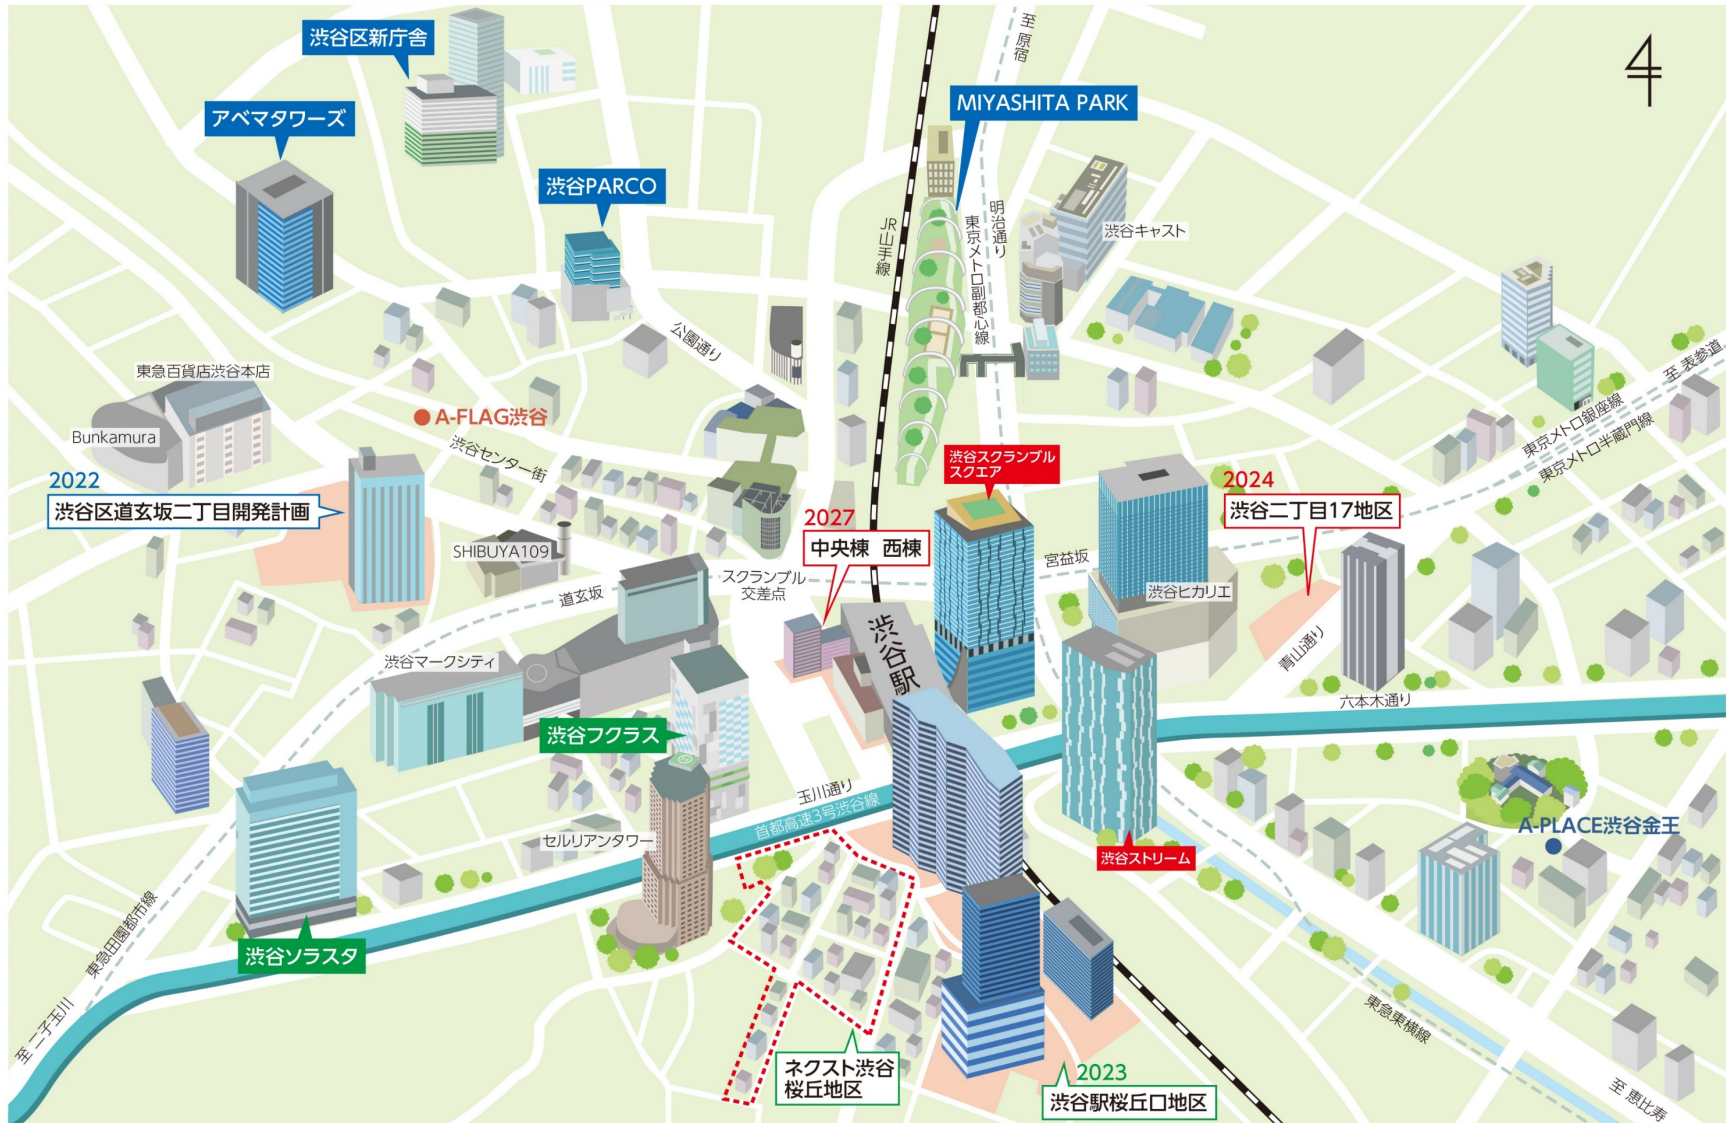 渋谷区新庁舎
至 原宿
アベマタワーズ
MIYASHITA PARK
渋谷PARCO
JR山手線
東京メトロ副都心線
明治通り
渋谷キャスト
公園通り
東急百貨店渋谷本店
Bunkamura
A-FLAG渋谷
渋谷センター街
至 表参道
東京メトロ銀座線
東京メトロ半蔵門線
2022
渋谷区道玄坂二丁目開発計画
渋谷スクランブル
スクエア
2024
渋谷二丁目17地区
2027
中央棟 西棟
SHIBUYA109
道玄坂
スクランブル
交差点
宮益坂
渋谷ヒカリエ
渋谷駅
青山通り
渋谷マークシティ
六本木通り
渋谷フクラス
玉川通り
首都高速3号渋谷線
セルリアンタワー
A-PLACE渋谷金王
渋谷ストリーム
渋谷ソラスタ
東急田園都市線
至 二子玉川
東急東横線
ネクスト渋谷
桜丘地区
2023
渋谷駅桜丘口地区
至 恵比寿